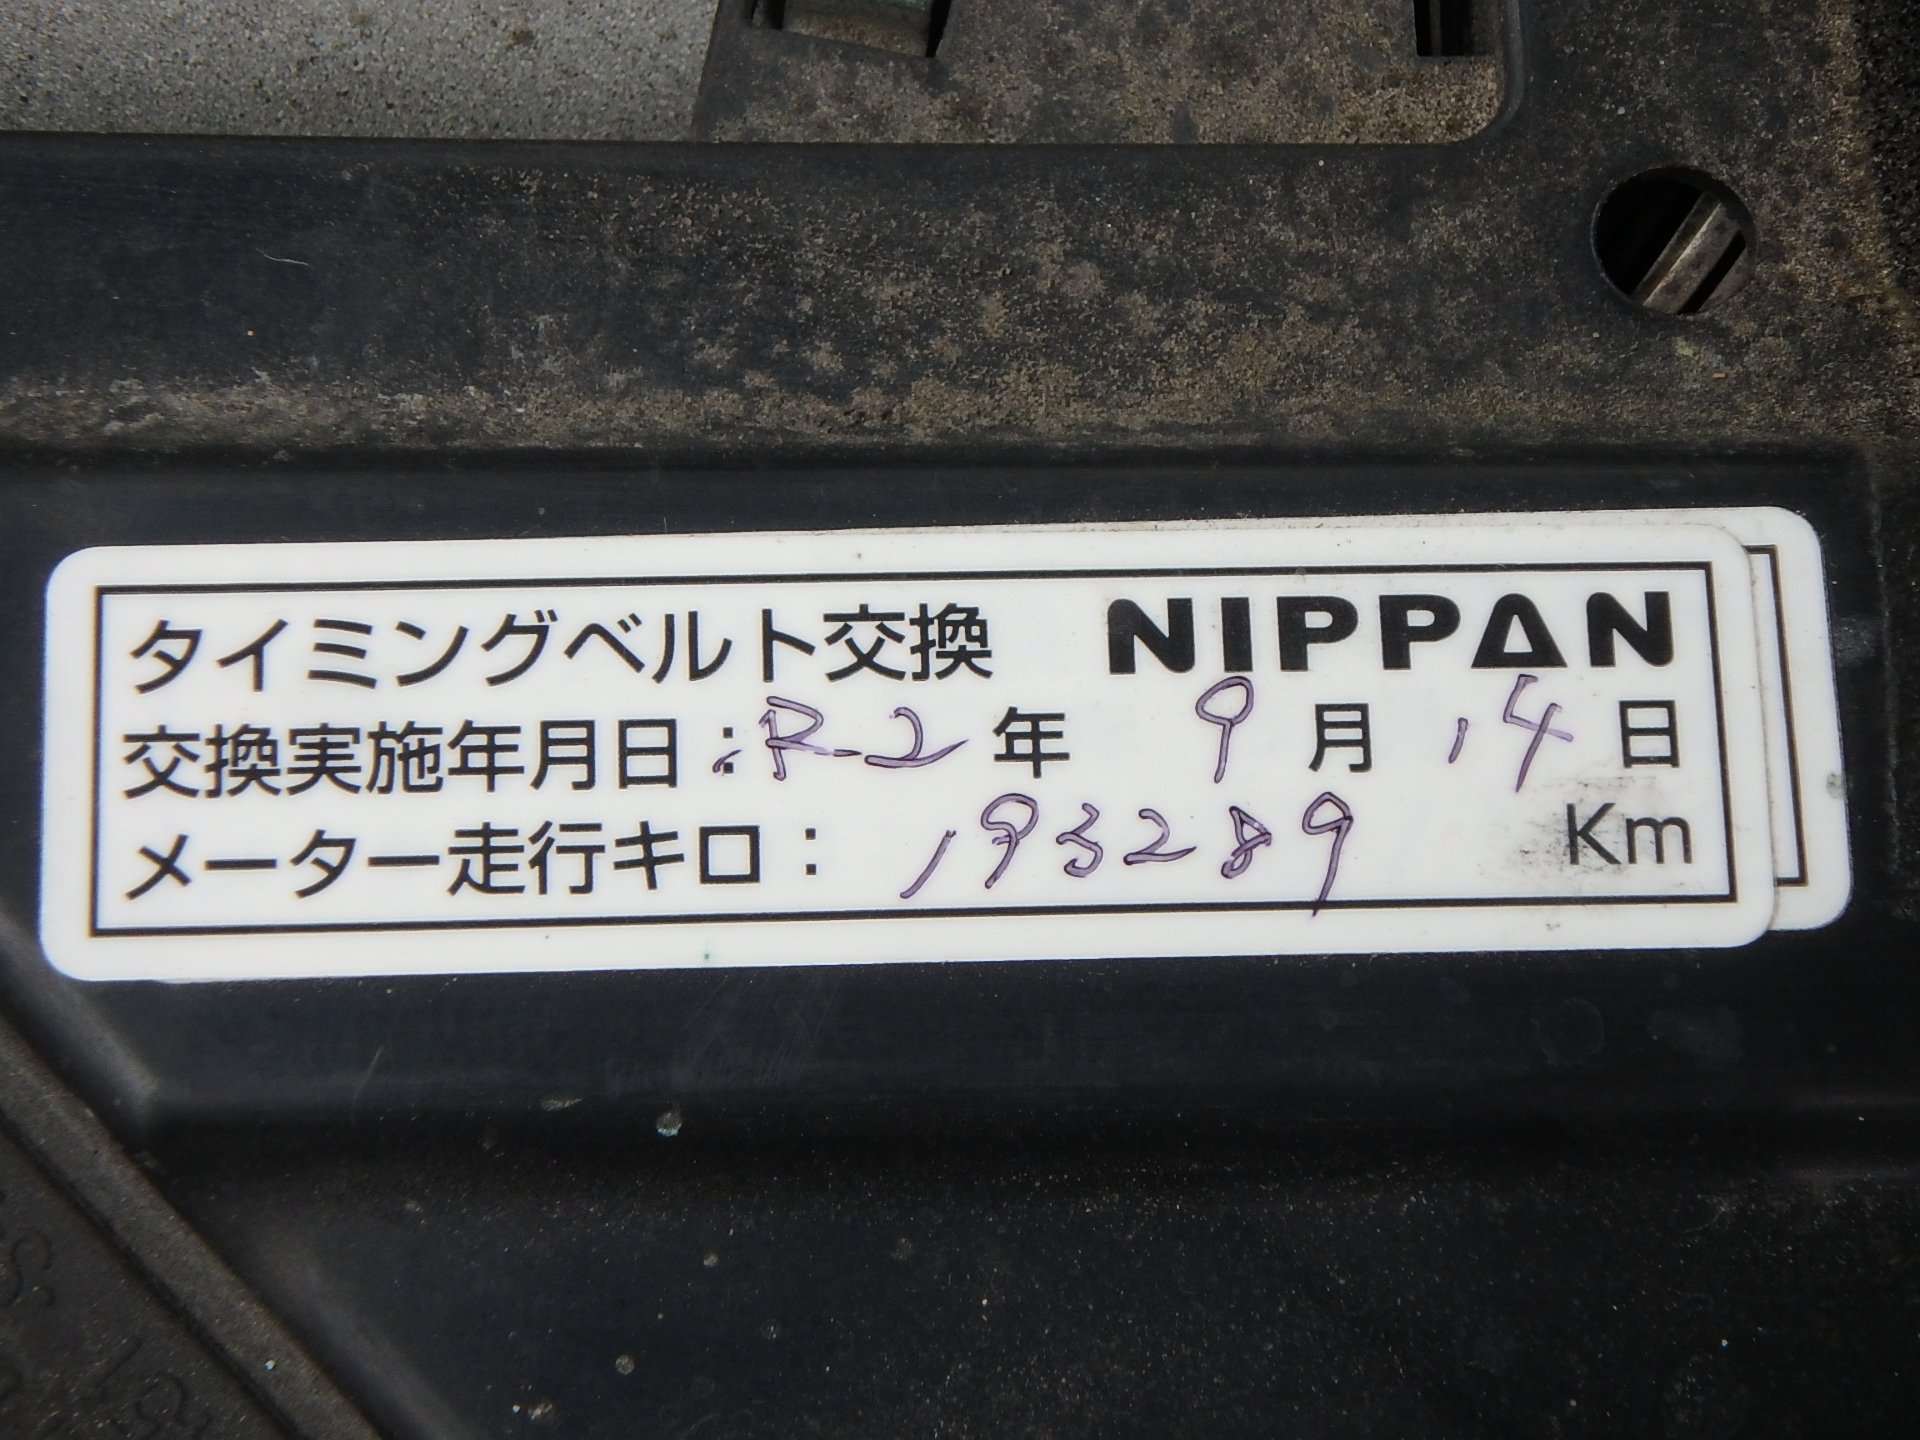 タイミングベルト交換 NIPPAN
交換実施年月日：R-2年 9月 14日
メーター走行キロ： 193289 Km